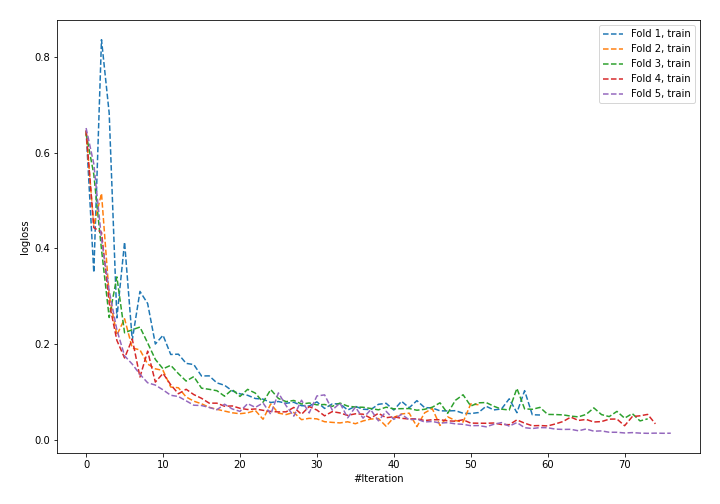 Fold 1, train
Fold 2, train
Fold 3, train
Fold 4, train
Fold 5, train
logloss
0.8
0.6
0.4
0.2
0.0
0 10 20 30 40 50 60 70
#Iteration